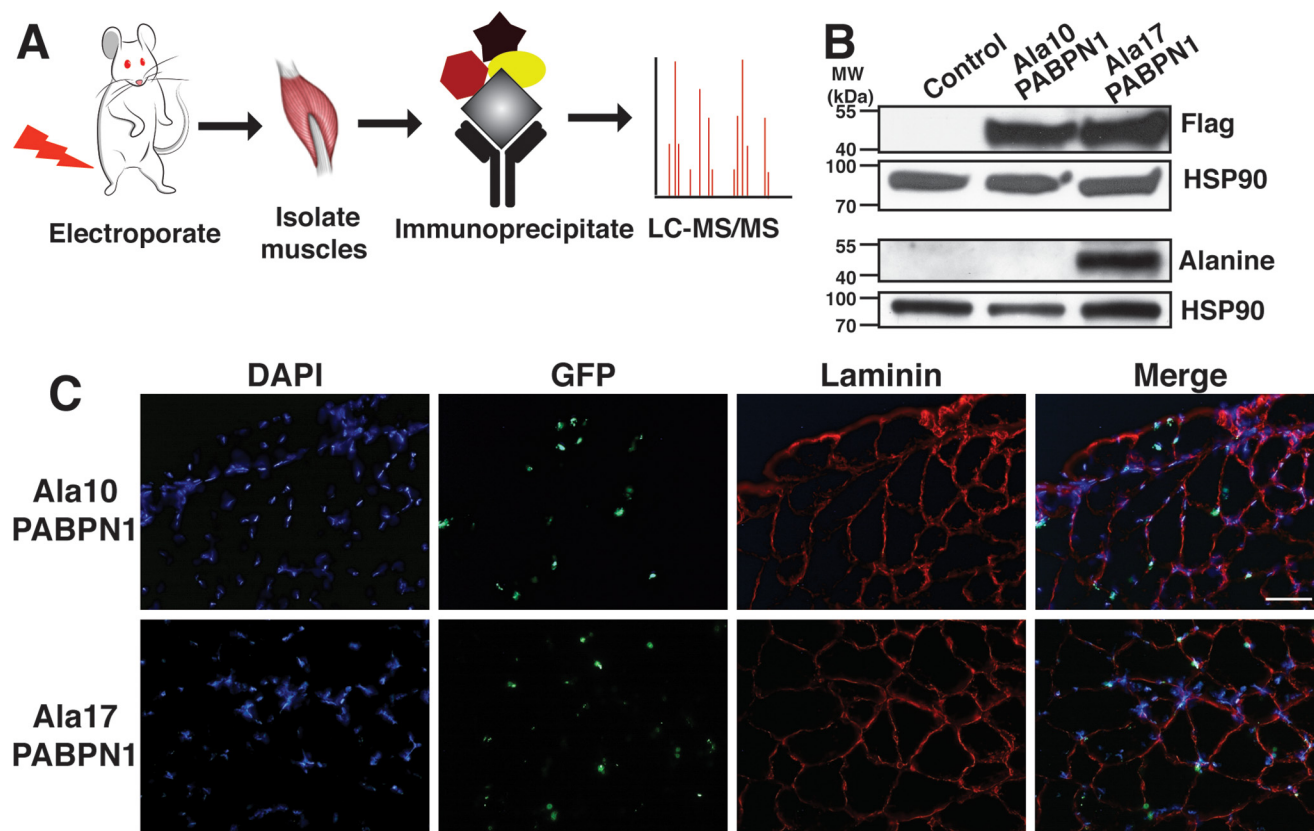 A
Electroporate
Isolate
muscles
Immunoprecipitate
LC-MS/MS
B
MW
(kDa)
Control
Ala10
PABPN1
Ala17
PABPN1
55
40
Flag
100
70
HSP90
55
40
Alanine
100
70
HSP90
C
DAPI
GFP
Laminin
Merge
Ala10
PABPN1
Ala17
PABPN1